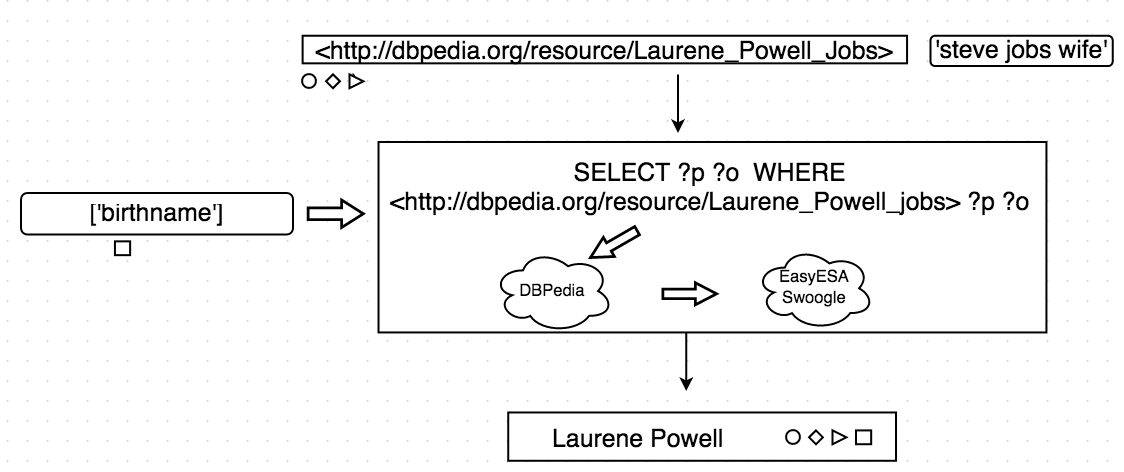 <http://dbpedia.org/resource/Laurene_Powell_Jobs>
'steve jobs wife'
SELECT ?p ?o WHERE
<http://dbpedia.org/resource/Laurene_Powell_jobs> ?p ?o
['birthname']
DBPedia
EasyESA
Swoogle
Laurene Powell